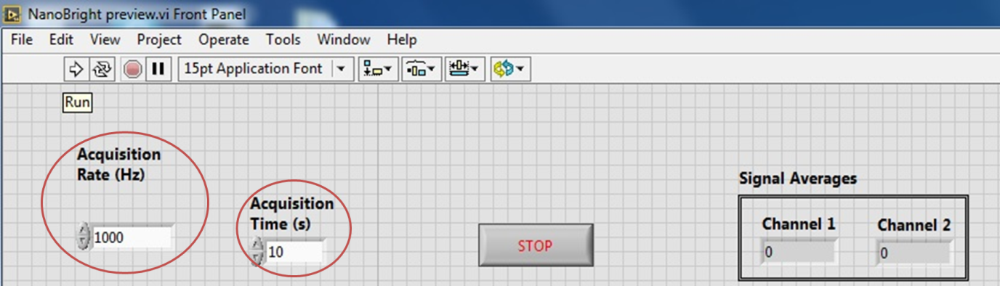 NanoBright preview.vi Front Panel
File Edit View Project Operate Tools Window Help
15pt Application Font
Run
Acquisition
Rate (Hz)
1000
Acquisition
Time (s)
10
STOP
Signal Averages
Channel 1
0
Channel 2
0